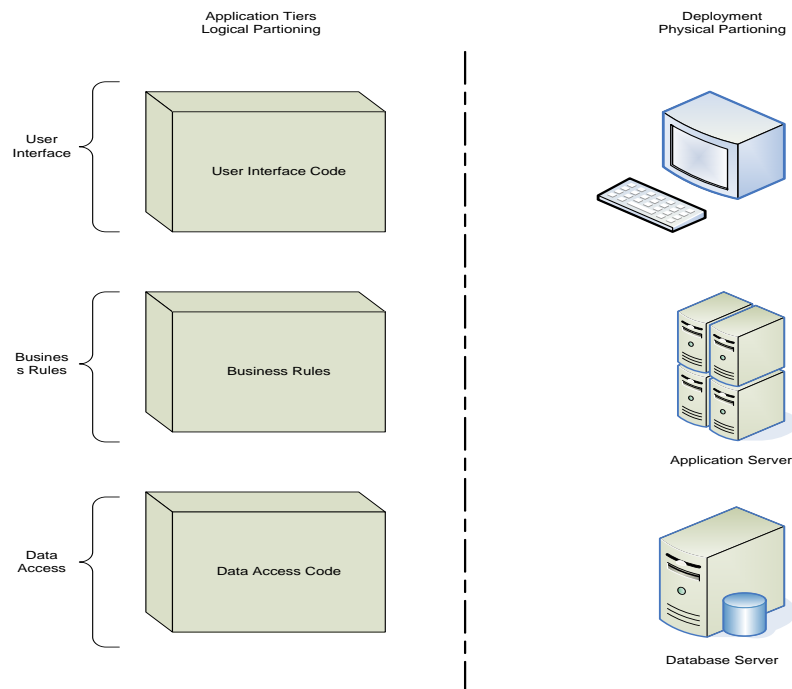 Application Tiers
Logical Partioning
Deployment
Physical Partioning
User
Interface
User Interface Code
Busines
s Rules
Business Rules
Application Server
Data
Access
Data Access Code
Database Server